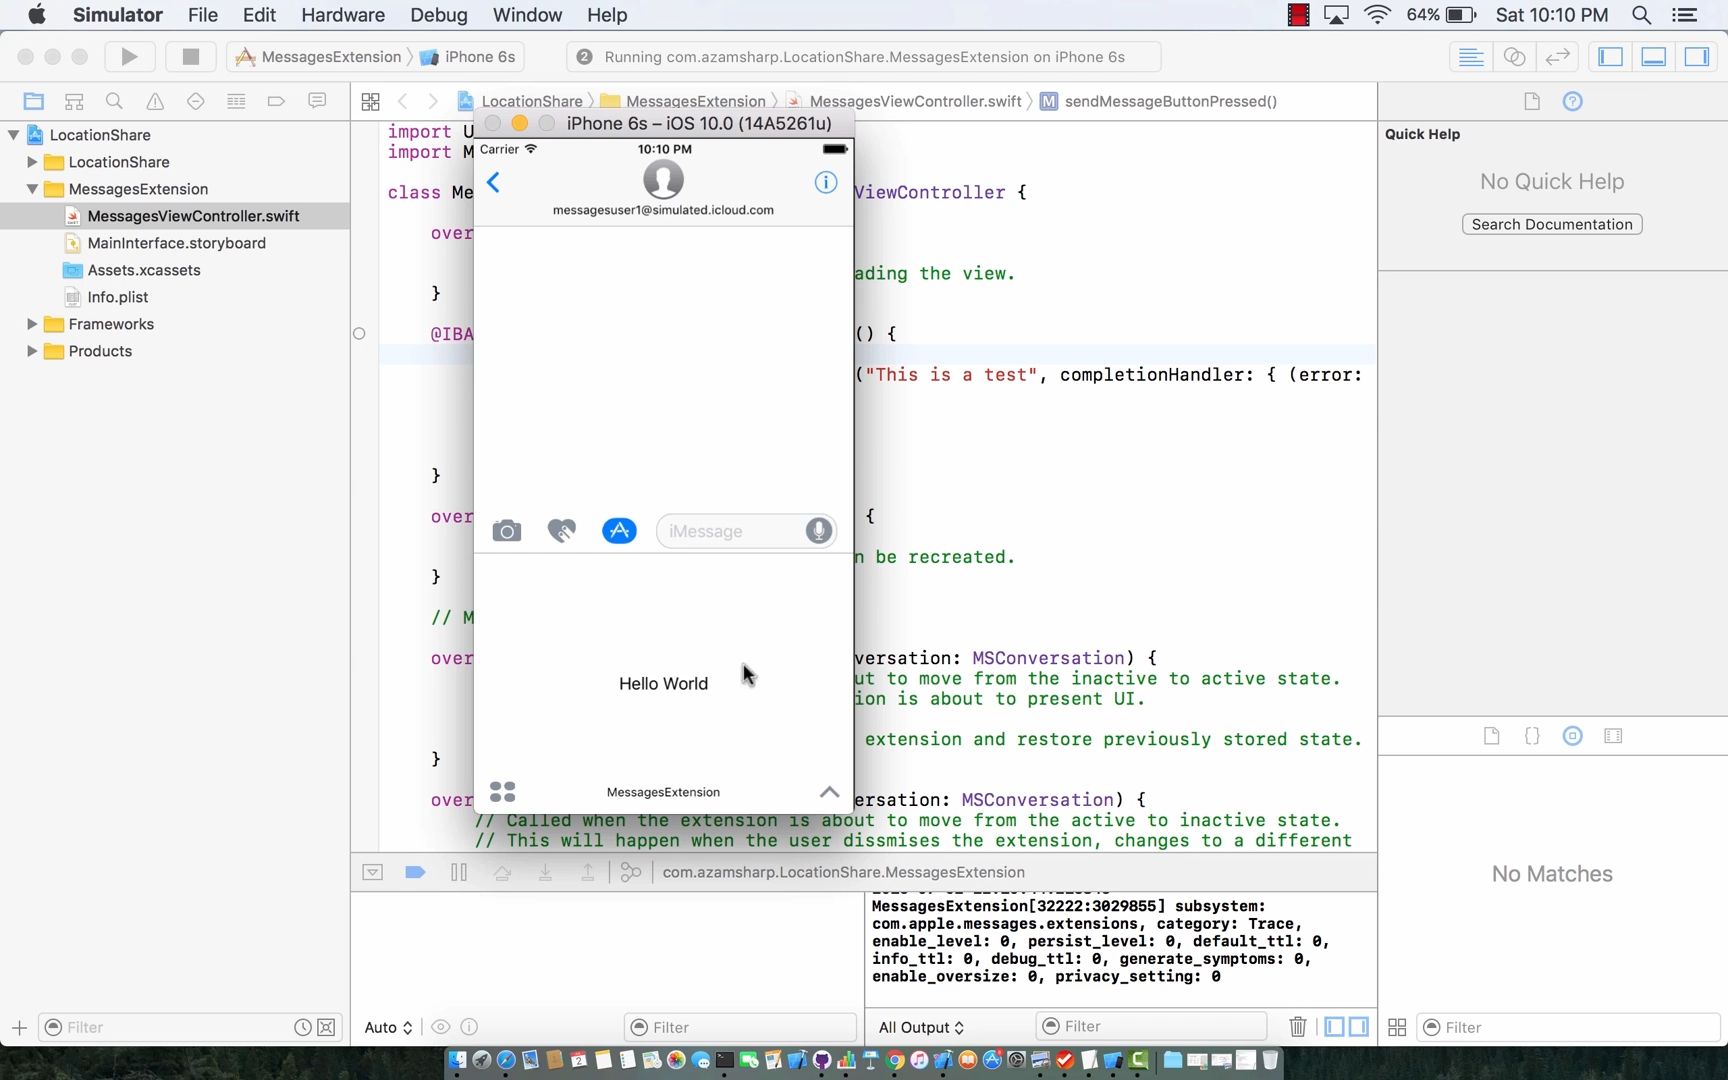 Simulator File Edit Hardware Debug Window Help 64% Sat 10:10 PM
MessagesExtension iPhone 6s 2 Running com.azamsharp.LocationShare.MessagesExtension on iPhone 6s
LocationShare MessagesExtension MessagesViewController.swift M sendMessageButtonPressed()
LocationShare
LocationShare
MessagesExtension
MessagesViewController.swift
MainInterface.storyboard
Assets.xcassets
Info.plist
Frameworks
Products
Filter
import U
import M
class Me
ViewController {
over
ading the view.
}
@IBA
() {
("This is a test", completionHandler: { (error:
}
over
{
n be recreated.
}
// M
over
versation: MSConversation) {
ut to move from the inactive to active state.
ion is about to present UI.
extension and restore previously stored state.
}
over
ersation: MSConversation) {
// Called when the extension is about to move from the active to inactive state.
// This will happen when the user dissmises the extension, changes to a different
iPhone 6s – iOS 10.0 (14A5261u)
Carrier 10:10 PM
messagesuser1@simulated.icloud.com
iMessage
Hello World
MessagesExtension
com.azamsharp.LocationShare.MessagesExtension
MessagesExtension[32222:3029855] subsystem:
com.apple.messages.extensions, category: Trace,
enable_level: 0, persist_level: 0, default_ttl: 0,
info_ttl: 0, debug_ttl: 0, generate_symptoms: 0,
enable_oversize: 0, privacy_setting: 0
Auto Filter
All Output Filter
Quick Help
No Quick Help
Search Documentation
No Matches
Filter